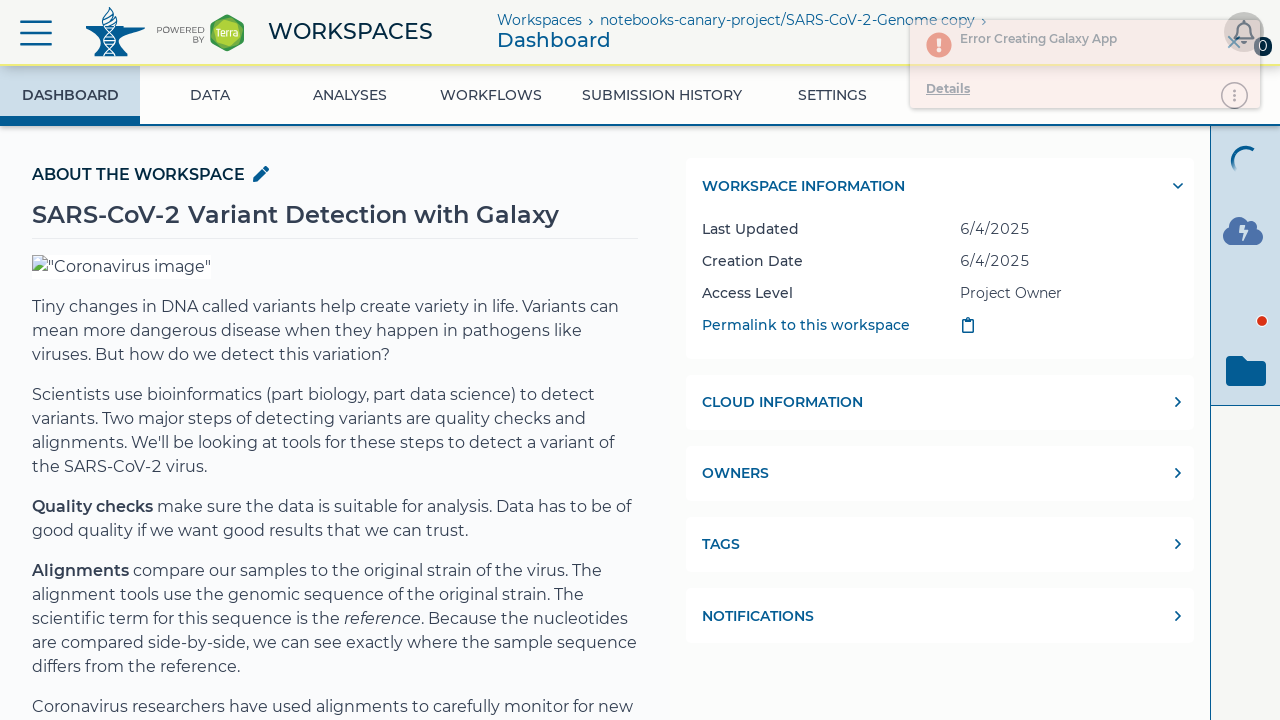 POWERED BY
Terra
WORKSPACES
Workspaces › notebooks-canary-project/SARS-CoV-2-Genome copy ›
Dashboard
0
Error Creating Galaxy App
Details
DASHBOARD
DATA
ANALYSES
WORKFLOWS
SUBMISSION HISTORY
SETTINGS
ABOUT THE WORKSPACE
SARS-CoV-2 Variant Detection with Galaxy
"Coronavirus image"
Tiny changes in DNA called variants help create variety in life. Variants can
mean more dangerous disease when they happen in pathogens like
viruses. But how do we detect this variation?
Scientists use bioinformatics (part biology, part data science) to detect
variants. Two major steps of detecting variants are quality checks and
alignments. We'll be looking at tools for these steps to detect a variant of
the SARS-CoV-2 virus.
Quality checks make sure the data is suitable for analysis. Data has to be of
good quality if we want good results that we can trust.
Alignments compare our samples to the original strain of the virus. The
alignment tools use the genomic sequence of the original strain. The
scientific term for this sequence is the reference. Because the nucleotides
are compared side-by-side, we can see exactly where the sample sequence
differs from the reference.
Coronavirus researchers have used alignments to carefully monitor for new
WORKSPACE INFORMATION
Last Updated 6/4/2025
Creation Date 6/4/2025
Access Level Project Owner
Permalink to this workspace
CLOUD INFORMATION
OWNERS
TAGS
NOTIFICATIONS